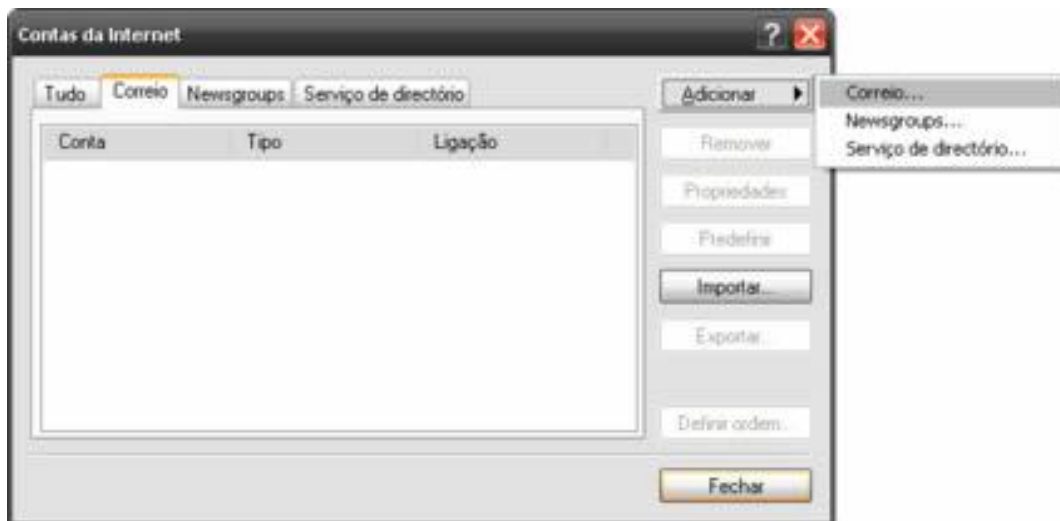 Contas da Internet
Tudo Correio Newsgroups Serviço de directório
Adicionar
Correio...
Newsgroups...
Serviço de directório...
Conta Tipo Ligação
Remover
Propriedades
Predefinir
Importar...
Exportar...
Definir ordem...
Fechar